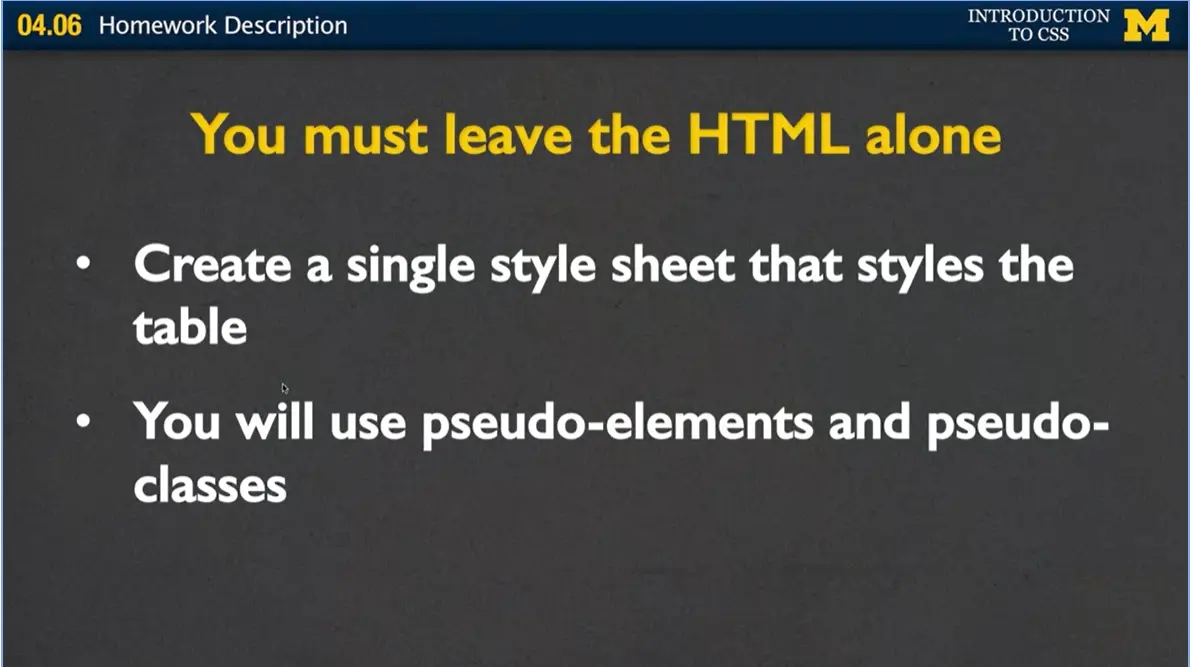 04.06 Homework Description
INTRODUCTION
TO CSS
M
You must leave the HTML alone
• Create a single style sheet that styles the
table
• You will use pseudo-elements and pseudo-
classes